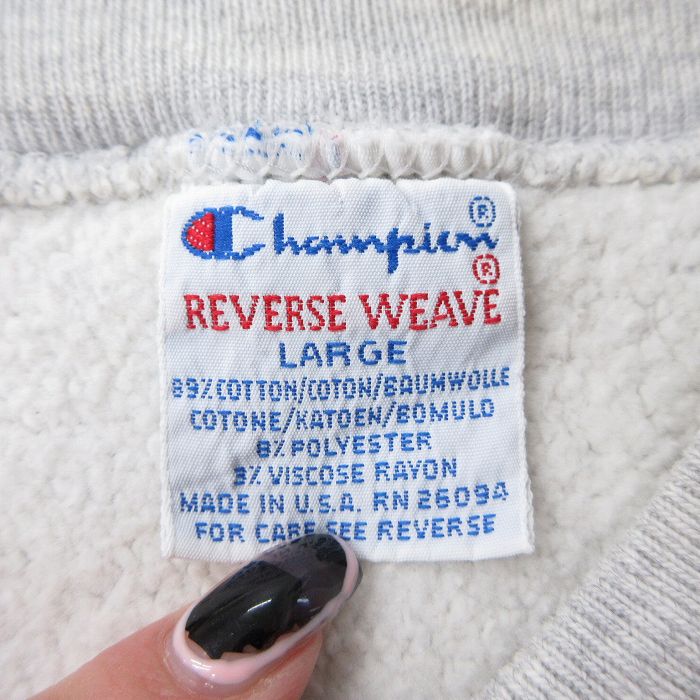 Champion®
REVERSE WEAVE®
LARGE
89% COTTON/COTON/BAUMWOLLE
COTONE/KATOEN/BOMULD
8% POLYESTER
3% VISCOSE RAYON
MADE IN U.S.A. RN 26094
FOR CARE SEE REVERSE